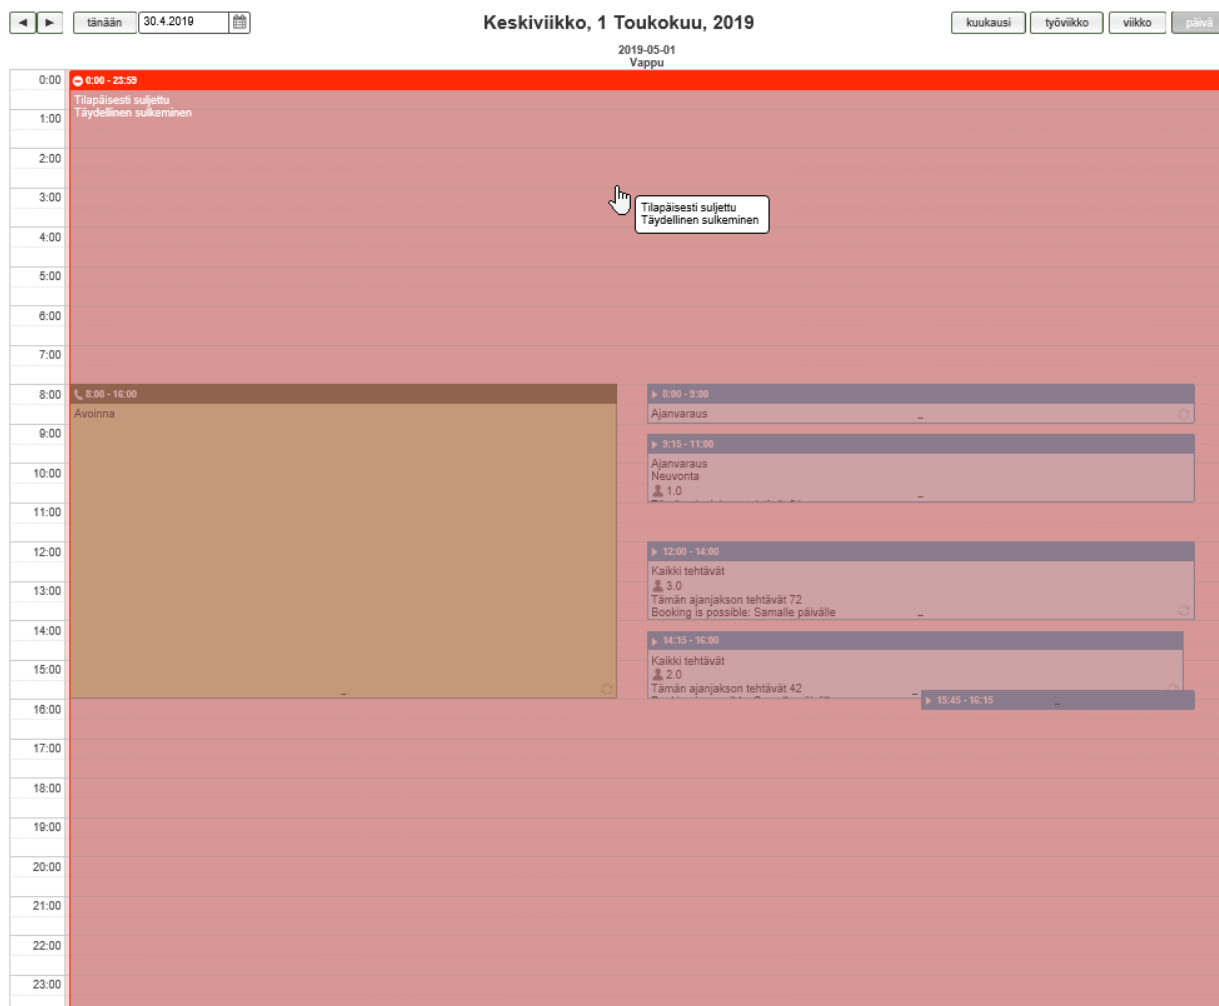 tänään 30.4.2019 Keskiviikko, 1 Toukokuu, 2019 kuukausi työviikko viikko päivä
2019-05-01
Vappu
0:00 0:00 - 23:59
Tilapäisesti suljettu
Täydellinen sulkeminen
1:00
2:00
3:00
Tilapäisesti suljettu
Täydellinen sulkeminen
4:00
5:00
6:00
7:00
8:00 8:00 - 16:00 8:00 - 9:00
Avoinna Ajanvaraus
9:00 9:15 - 11:00
Ajanvaraus
Neuvonta
10:00
1.0
11:00
12:00 12:00 - 14:00
Kaikki tehtävät
3.0
13:00
Tämän ajanjakson tehtävät 72
Booking is possible: Samalle päivälle
14:00 14:15 - 16:00
Kaikki tehtävät
15:00 2.0
Tämän ajanjakson tehtävät 42
15:45 - 16:15
16:00
17:00
18:00
19:00
20:00
21:00
22:00
23:00